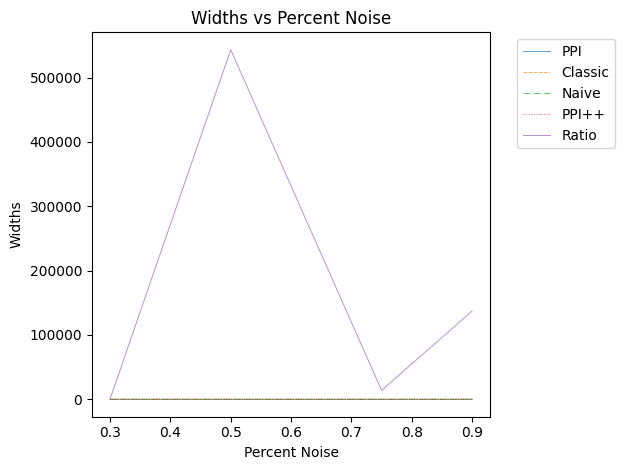 Widths vs Percent Noise
PPI
Classic
Naive
PPI++
Ratio
Widths
500000
400000
300000
200000
100000
0
0.3 0.4 0.5 0.6 0.7 0.8 0.9
Percent Noise